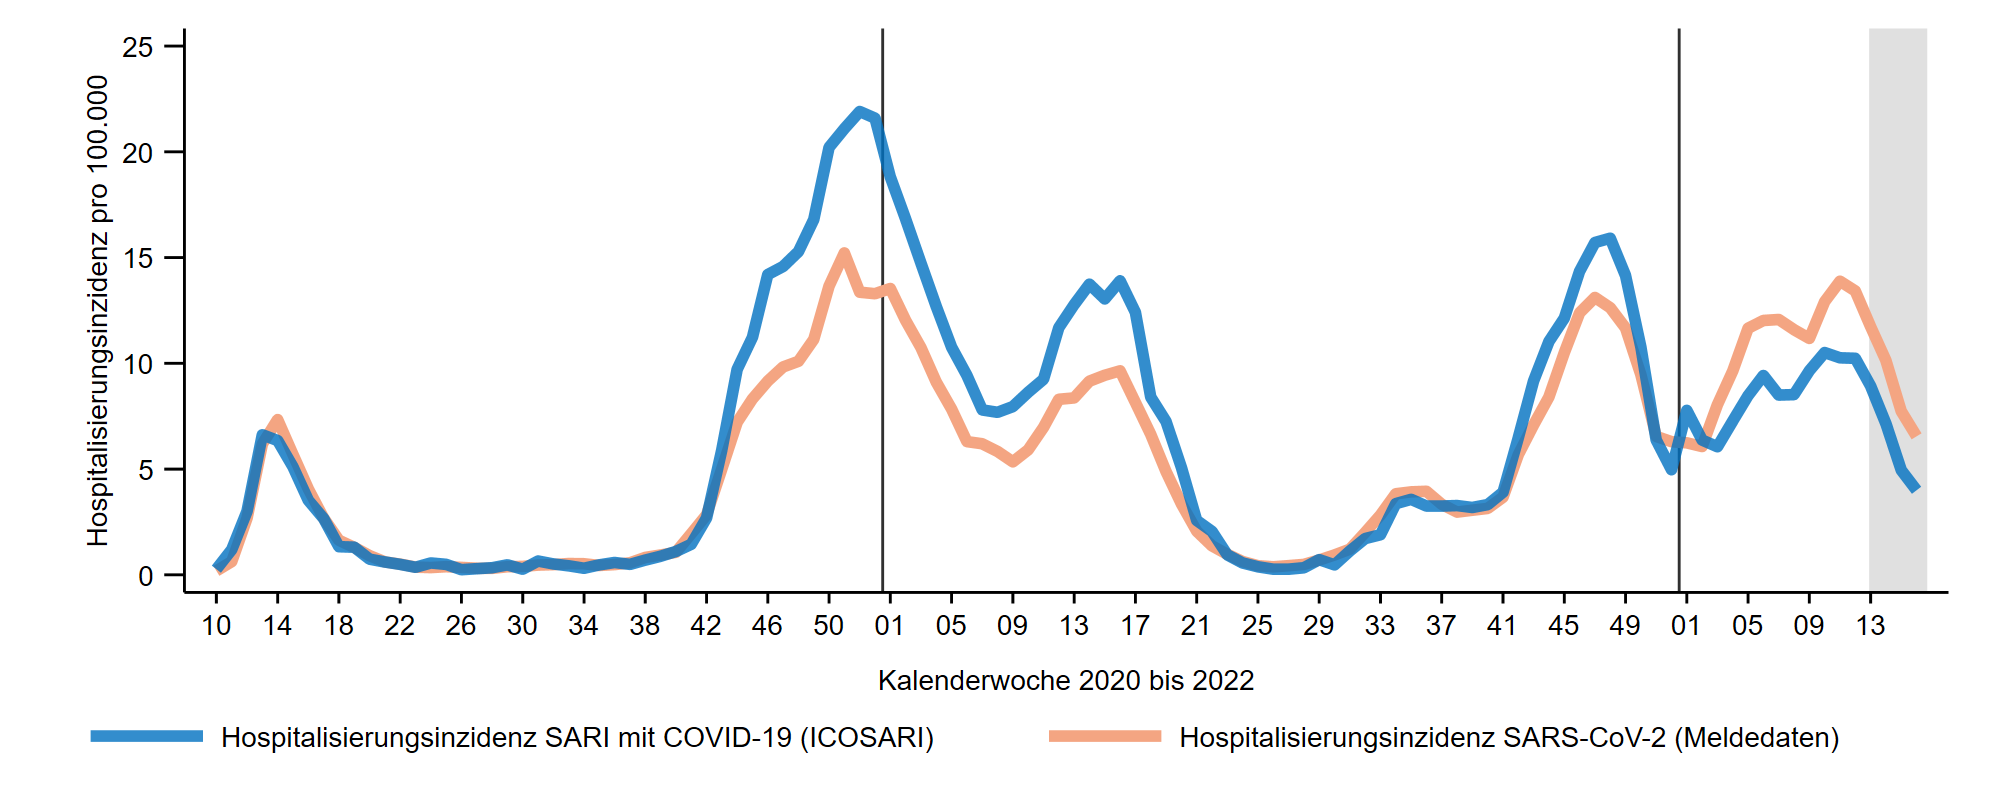 Hospitalisierungsinzidenz pro 100.000
25
20
15
10
5
0
10 14 18 22 26 30 34 38 42 46 50 01 05 09 13 17 21 25 29 33 37 41 45 49 01 05 09 13
Kalenderwoche 2020 bis 2022
Hospitalisierungsinzidenz SARI mit COVID-19 (ICOSARI)
Hospitalisierungsinzidenz SARS-CoV-2 (Meldedaten)